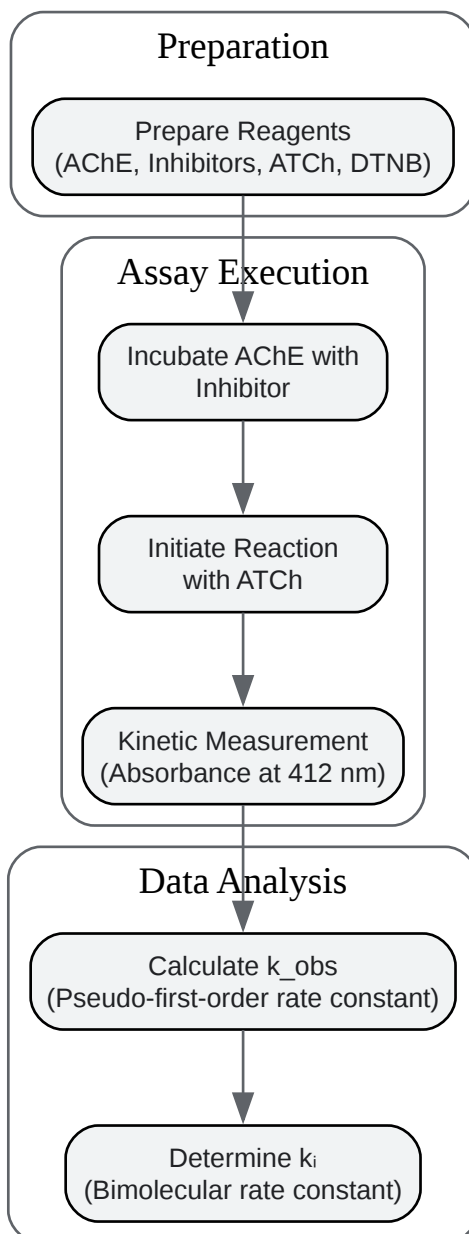 Preparation
Prepare Reagents
(AChE, Inhibitors, ATCh, DTNB)
Assay Execution
Incubate AChE with
Inhibitor
Initiate Reaction
with ATCh
Kinetic Measurement
(Absorbance at 412 nm)
Data Analysis
Calculate k_obs
(Pseudo-first-order rate constant)
Determine kᵢ
(Bimolecular rate constant)